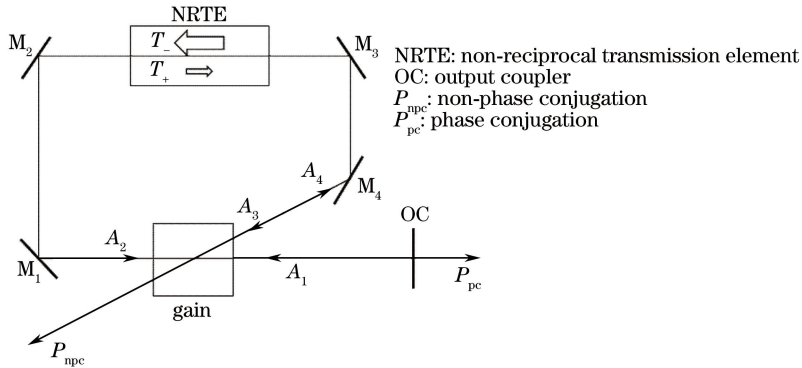 NRTE
M₂
T₋
M₃
T₊
NRTE: non-reciprocal transmission element
OC: output coupler
Pnpc: non-phase conjugation
Ppc: phase conjugation
A₄
M₄
A₃
OC
A₂
M₁
A₁
Ppc
gain
Pnpc